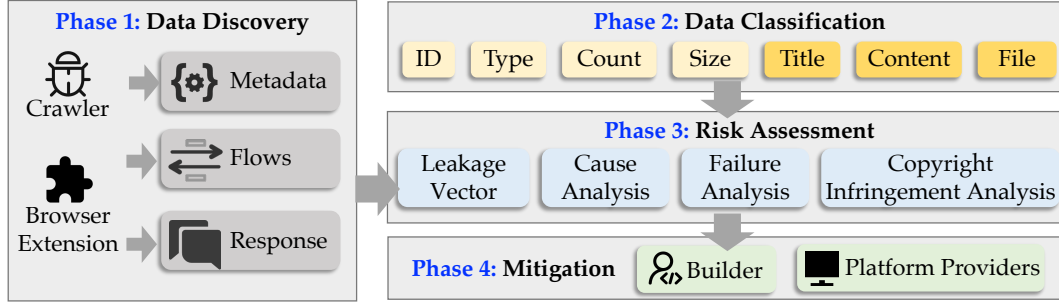 Phase 1: Data Discovery
Crawler
Metadata
Flows
Browser
Extension
Response
Phase 2: Data Classification
ID Type Count Size Title Content File
Phase 3: Risk Assessment
Leakage
Vector
Cause
Analysis
Failure
Analysis
Copyright
Infringement Analysis
Phase 4: Mitigation
Builder
Platform Providers